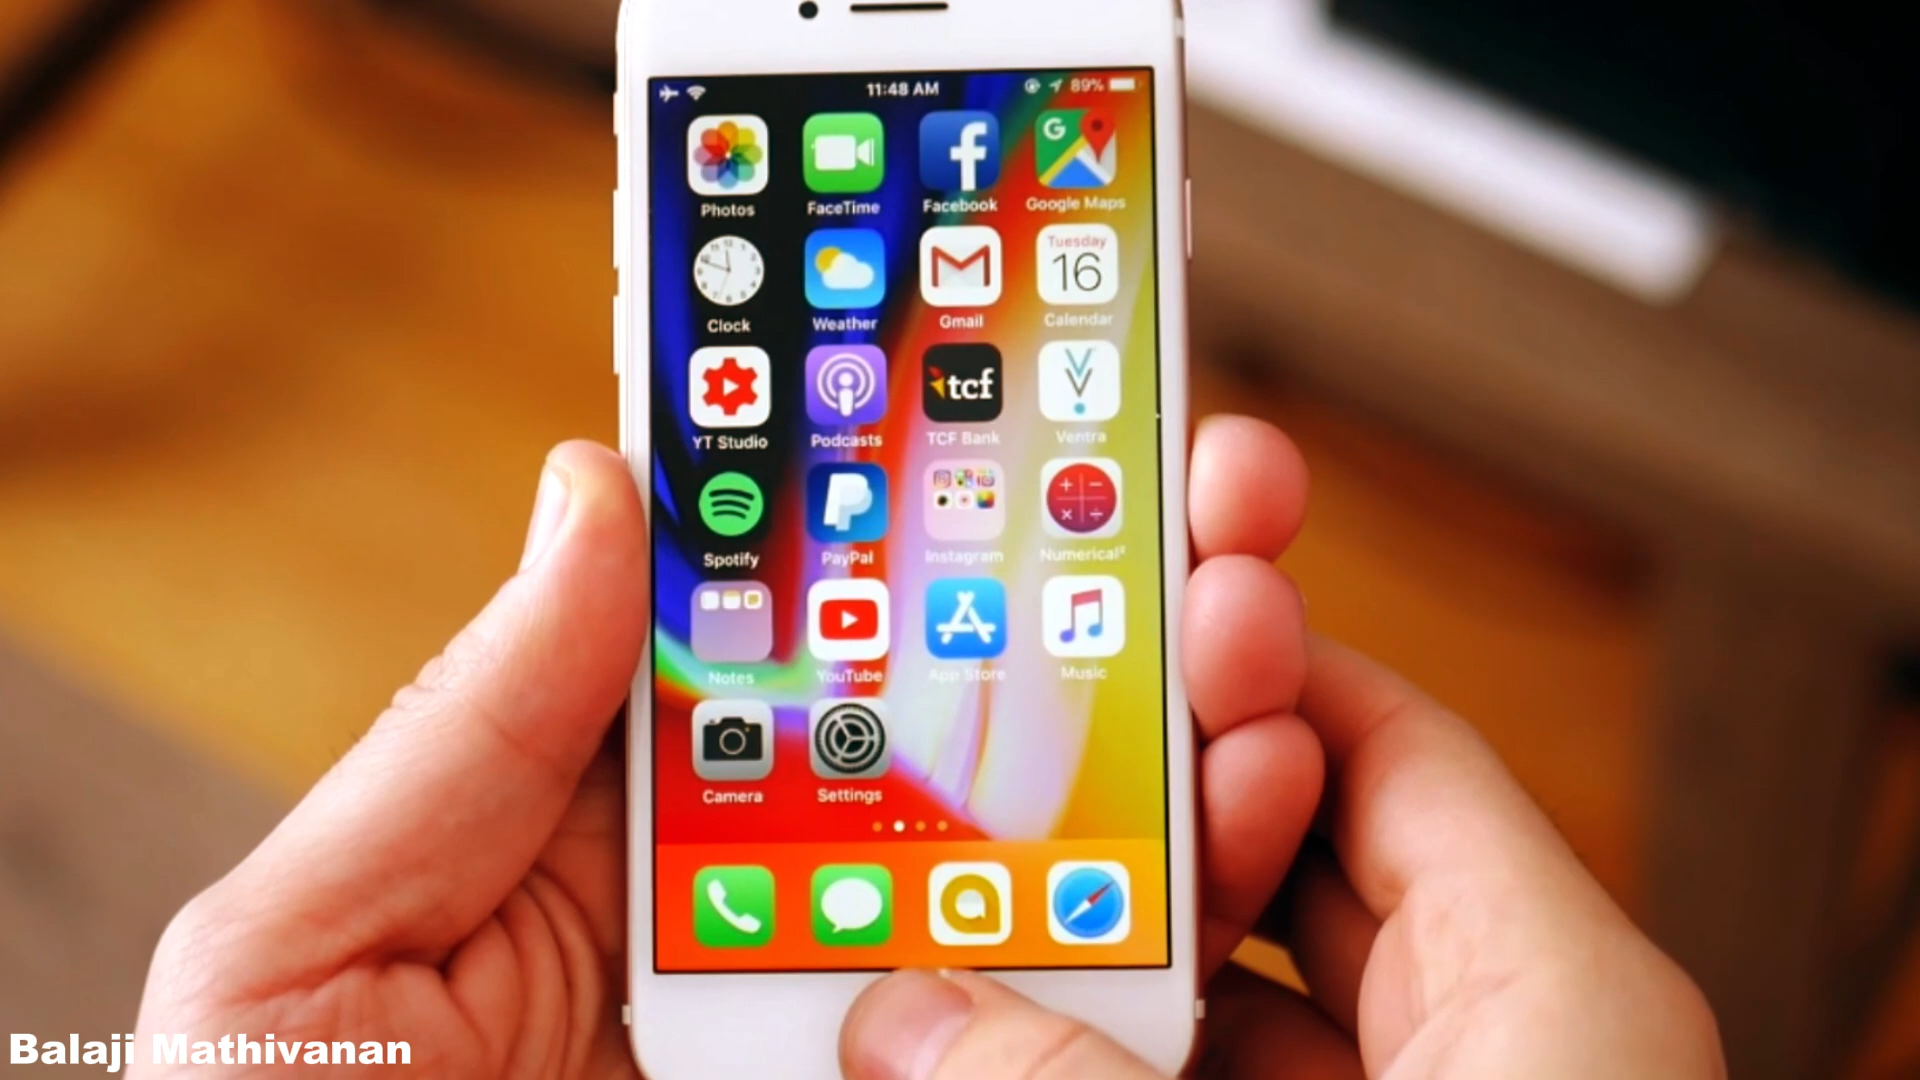 11:48 AM 89%
Photos FaceTime Facebook Google Maps
Tuesday
16
Clock Weather Gmail Calendar
tcf
YT Studio Podcasts TCF Bank Ventra
Spotify PayPal Instagram Numerical²
Notes YouTube App Store Music
Camera Settings
Balaji Mathivanan